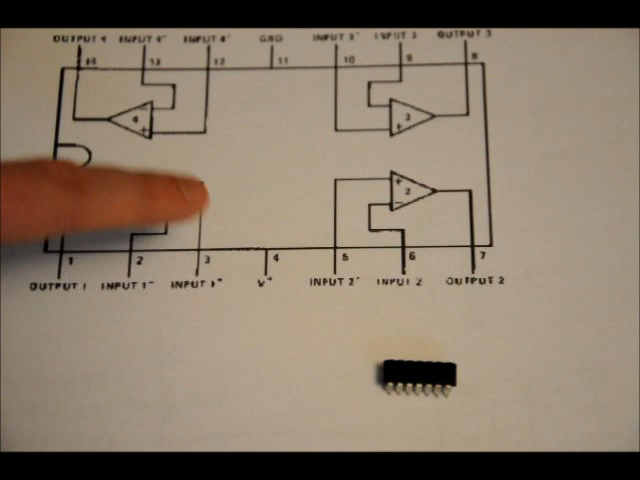 OUTPUT 4 INPUT 4⁻ INPUT 4⁺ GND INPUT 3⁺ INPUT 3 OUTPUT 3
14 13 12 11 10 9 8
4 3
2
1 2 3 4 5 6 7
OUTPUT 1 INPUT 1⁻ INPUT 1⁺ V⁺ INPUT 2⁺ INPUT 2 OUTPUT 2